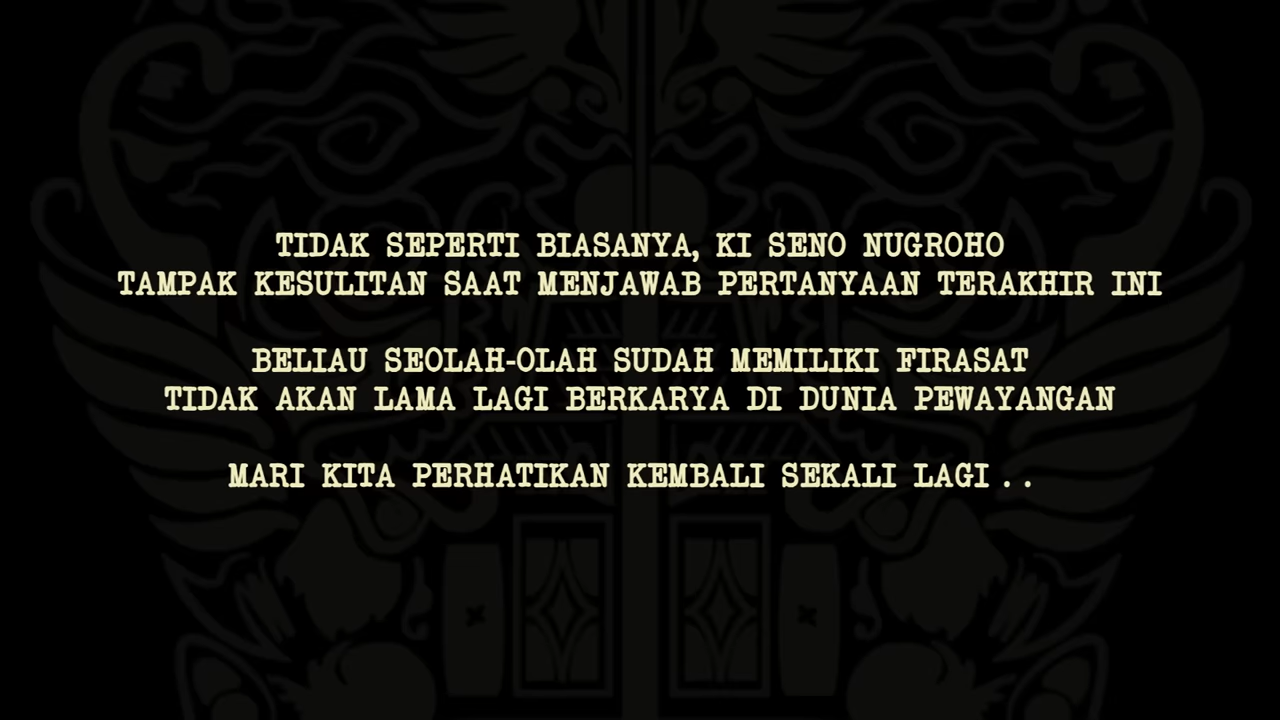 TIDAK SEPERTI BIASANYA, KI SENO NUGROHO
TAMPAK KESULITAN SAAT MENJAWAB PERTANYAAN TERAKHIR INI
BELIAU SEOLAH-OLAH SUDAH MEMILIKI FIRASAT
TIDAK AKAN LAMA LAGI BERKARYA DI DUNIA PEWAYANGAN
MARI KITA PERHATIKAN KEMBALI SEKALI LAGI . .